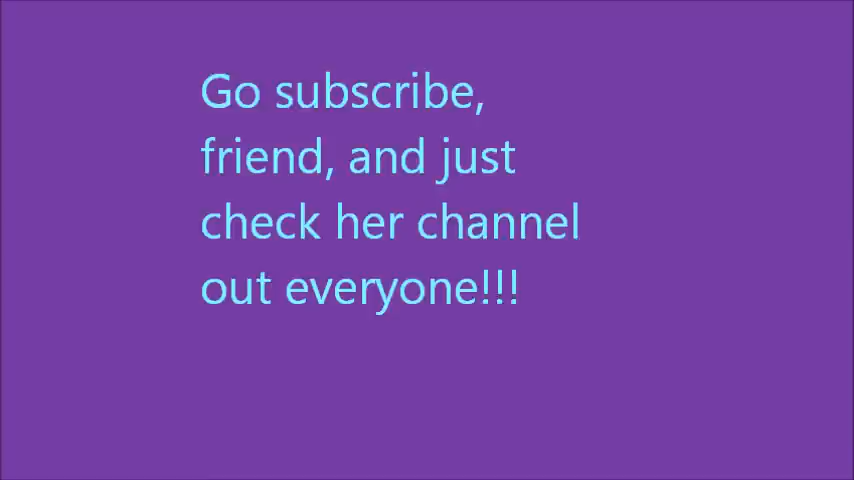 Go subscribe,
friend, and just
check her channel
out everyone!!!